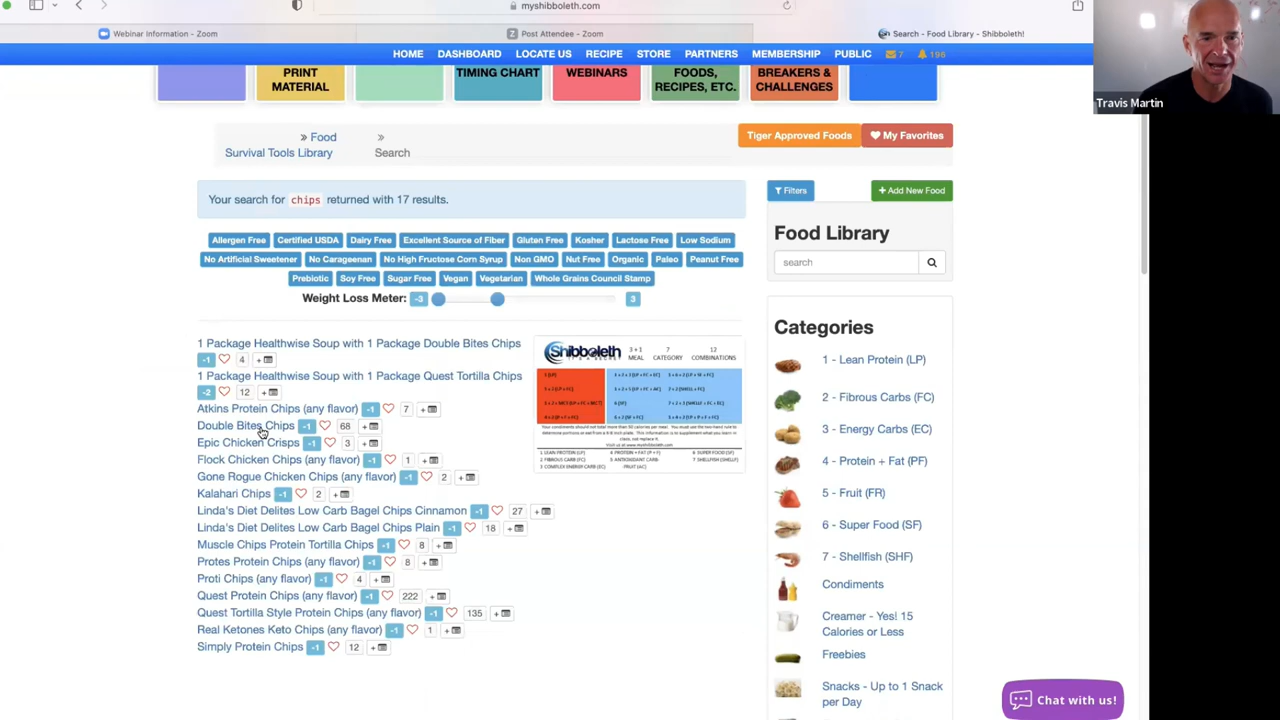 myshibboleth.com
Webinar Information - Zoom
Post Attendee - Zoom
Search - Food Library - Shibboleth!
HOME DASHBOARD LOCATE US RECIPE STORE PARTNERS MEMBERSHIP PUBLIC 7 196
Travis Martin
PRINT
MATERIAL
TIMING CHART
WEBINARS
FOODS,
RECIPES, ETC.
BREAKERS &
CHALLENGES
» Food
Survival Tools Library
»
Search
Tiger Approved Foods
My Favorites
Your search for chips returned with 17 results.
Filters
+ Add New Food
Allergen Free Certified USDA Dairy Free Excellent Source of Fiber Gluten Free Kosher Lactose Free Low Sodium
No Artificial Sweetener No Carageenan No High Fructose Corn Syrup Non GMO Nut Free Organic Paleo Peanut Free
Prebiotic Soy Free Sugar Free Vegan Vegetarian Whole Grains Council Stamp
Weight Loss Meter: -3 3
Food Library
search
1 Package Healthwise Soup with 1 Package Double Bites Chips
-1 4 +
1 Package Healthwise Soup with 1 Package Quest Tortilla Chips
-2 12 +
Atkins Protein Chips (any flavor) -1 7 +
Double Bites Chips -1 68 +
Epic Chicken Crisps -1 3 +
Flock Chicken Chips (any flavor) -1 1 +
Gone Rogue Chicken Chips (any flavor) -1 2 +
Kalahari Chips -1 2 +
Linda's Diet Delites Low Carb Bagel Chips Cinnamon -1 27 +
Linda's Diet Delites Low Carb Bagel Chips Plain -1 18 +
Muscle Chips Protein Tortilla Chips -1 8 +
Protes Protein Chips (any flavor) -1 8 +
Proti Chips (any flavor) -1 4 +
Quest Protein Chips (any flavor) -1 222 +
Quest Tortilla Style Protein Chips (any flavor) -1 135 +
Real Ketones Keto Chips (any flavor) -1 1 +
Simply Protein Chips -1 12 +
Shibboleth
3 + 1
MEAL
7
CATEGORY
12
COMBINATIONS
Categories
1 - Lean Protein (LP)
2 - Fibrous Carbs (FC)
3 - Energy Carbs (EC)
4 - Protein + Fat (PF)
5 - Fruit (FR)
6 - Super Food (SF)
7 - Shellfish (SHF)
Condiments
Creamer - Yes! 15
Calories or Less
Freebies
Snacks - Up to 1 Snack
per Day
Chat with us!